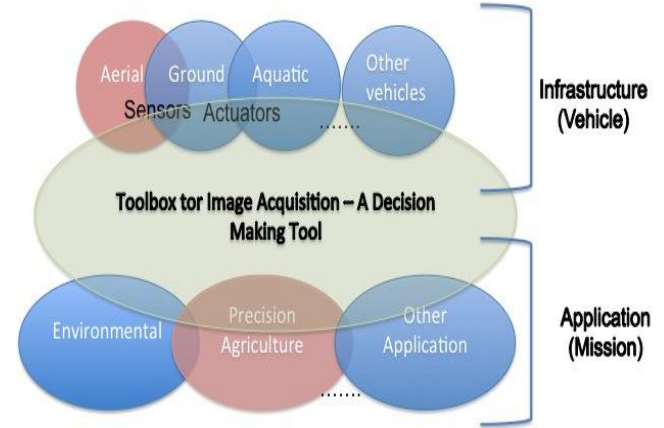 Aerial
Ground
Aquatic
Other
vehicles
Sensors Actuators
.......
Infrastructure
(Vehicle)
Toolbox tor Image Acquisition – A Decision
Making Tool
Environmental
Precision
Agriculture
Other
Application
.......
Application
(Mission)